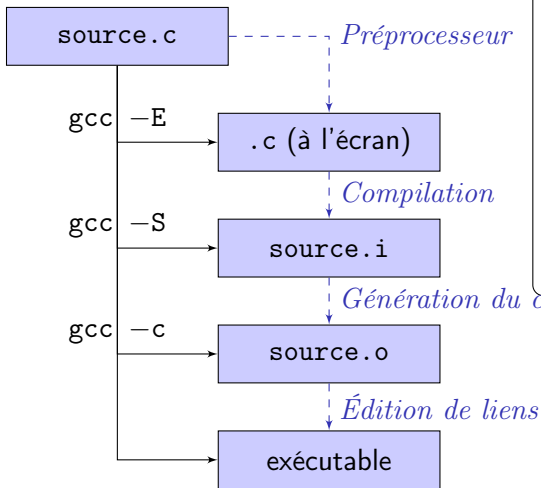 source.c
Préprocesseur
gcc -E
.c (à l'écran)
Compilation
gcc -S
source.i
Génération du
gcc -c
source.o
Édition de liens
exécutable